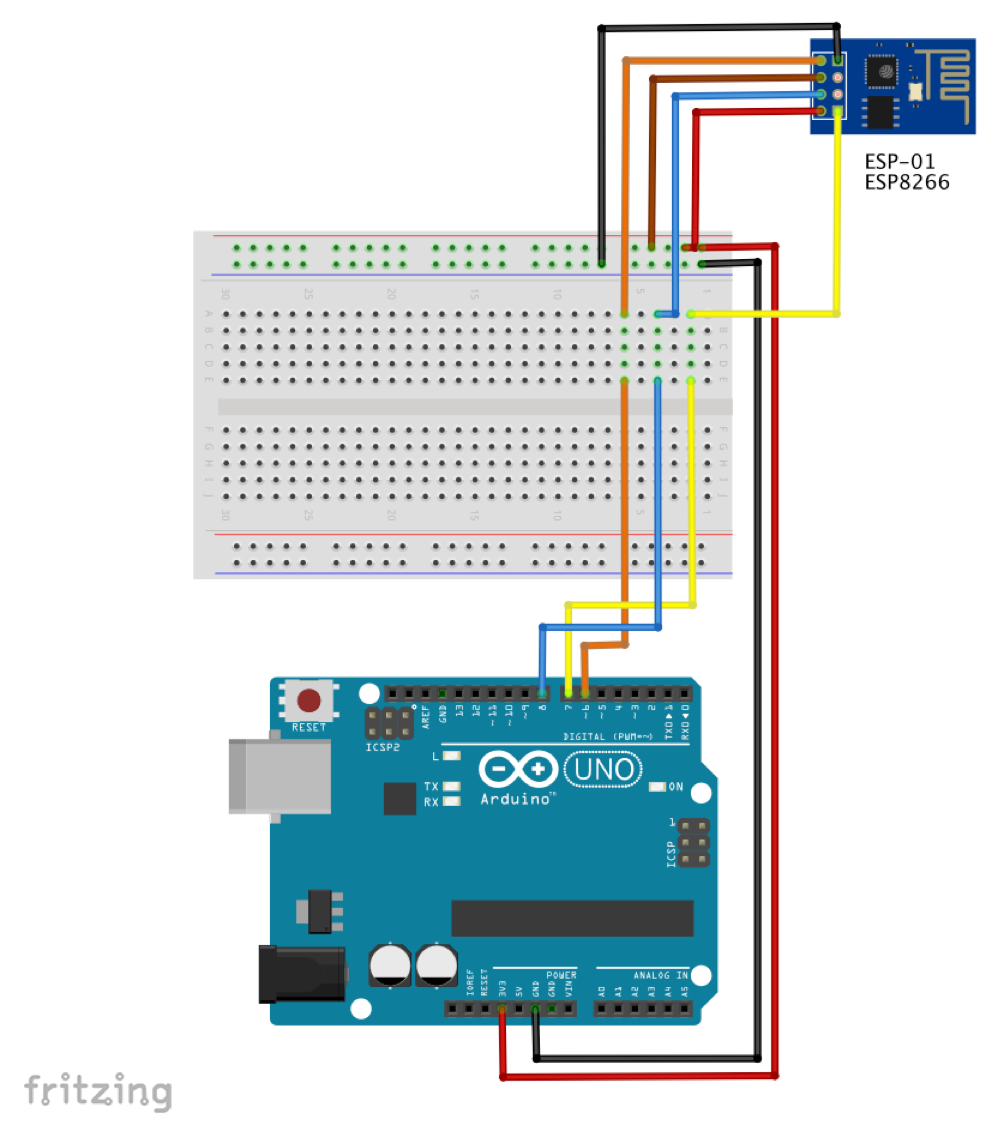 ESP-01
ESP8266
30 25 20 15 10 5 1
A A
B B
C C
D D
E E
F F
G G
H H
I I
J J
30 25 20 15 10 5 1
RESET
ICSP2
AREF
GND
13
12
~11
~10
~9
8
7
~6
~5
4
~3
2
TX0▶1
RX0◀0
DIGITAL (PWM=~)
L
TX
RX
Arduino™
UNO
ON
1
ICSP
POWER
ANALOG IN
IOREF
RESET
3V3
5V
GND
GND
VIN
A0
A1
A2
A3
A4
A5
fritzing